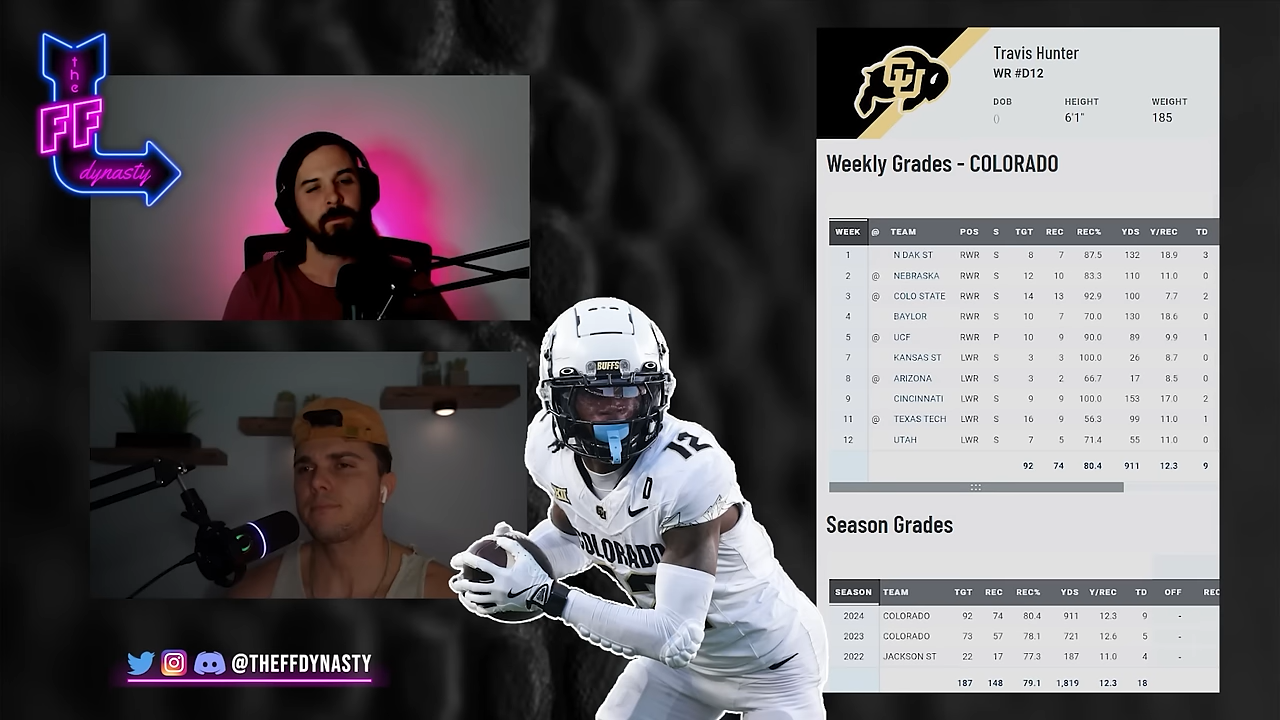 the
FF
dynasty
Travis Hunter
WR #D12
DOB HEIGHT WEIGHT
() 6'1" 185
Weekly Grades - COLORADO
WEEK @ TEAM POS S TGT REC REC% YDS Y/REC TD
1 N DAK ST RWR S 8 7 87.5 132 18.9 3
2 @ NEBRASKA RWR S 12 10 83.3 110 11.0 0
3 @ COLO STATE RWR S 14 13 92.9 100 7.7 2
4 BAYLOR RWR S 10 7 70.0 130 18.6 0
5 @ UCF RWR P 10 9 90.0 89 9.9 1
7 KANSAS ST LWR S 3 3 100.0 26 8.7 0
8 @ ARIZONA LWR S 3 2 66.7 17 8.5 0
9 CINCINNATI LWR S 9 9 100.0 153 17.0 2
11 @ TEXAS TECH LWR S 16 9 56.3 99 11.0 1
12 UTAH LWR S 7 5 71.4 55 11.0 0
92 74 80.4 911 12.3 9
Season Grades
SEASON TEAM TGT REC REC% YDS Y/REC TD OFF REC
2024 COLORADO 92 74 80.4 911 12.3 9 -
2023 COLORADO 73 57 78.1 721 12.6 5 -
2022 JACKSON ST 22 17 77.3 187 11.0 4 -
187 148 79.1 1,819 12.3 18
CU
BUFFS
12
0
XII
CU
COLORADO
@THEFFDYNASTY